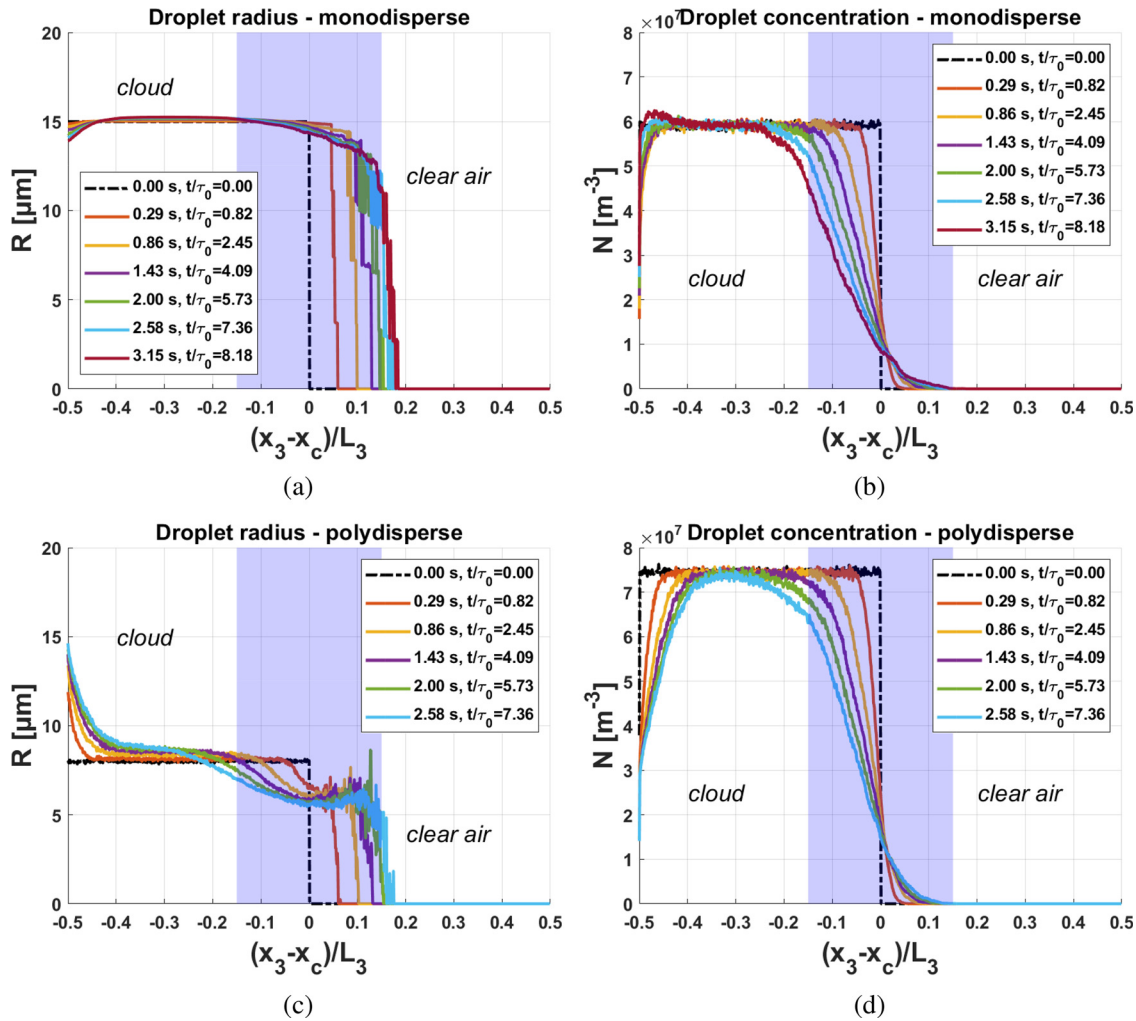 Droplet radius - monodisperse
20
15
10
5
0
R [µm]
cloud
clear air
0.00 s, t/τ0=0.00
0.29 s, t/τ0=0.82
0.86 s, t/τ0=2.45
1.43 s, t/τ0=4.09
2.00 s, t/τ0=5.73
2.58 s, t/τ0=7.36
3.15 s, t/τ0=8.18
-0.5 -0.4 -0.3 -0.2 -0.1 0 0.1 0.2 0.3 0.4 0.5
(x3-xc)/L3
(a)
×10^7 Droplet concentration - monodisperse
8
7
6
5
4
3
2
1
0
N [m^-3]
0.00 s, t/τ0=0.00
0.29 s, t/τ0=0.82
0.86 s, t/τ0=2.45
1.43 s, t/τ0=4.09
2.00 s, t/τ0=5.73
2.58 s, t/τ0=7.36
3.15 s, t/τ0=8.18
cloud
clear air
-0.5 -0.4 -0.3 -0.2 -0.1 0 0.1 0.2 0.3 0.4 0.5
(x3-xc)/L3
(b)
Droplet radius - polydisperse
20
15
10
5
0
R [µm]
cloud
0.00 s, t/τ0=0.00
0.29 s, t/τ0=0.82
0.86 s, t/τ0=2.45
1.43 s, t/τ0=4.09
2.00 s, t/τ0=5.73
2.58 s, t/τ0=7.36
clear air
-0.5 -0.4 -0.3 -0.2 -0.1 0 0.1 0.2 0.3 0.4 0.5
(x3-xc)/L3
(c)
×10^7 Droplet concentration - polydisperse
8
7
6
5
4
3
2
1
0
N [m^-3]
0.00 s, t/τ0=0.00
0.29 s, t/τ0=0.82
0.86 s, t/τ0=2.45
1.43 s, t/τ0=4.09
2.00 s, t/τ0=5.73
2.58 s, t/τ0=7.36
cloud
clear air
-0.5 -0.4 -0.3 -0.2 -0.1 0 0.1 0.2 0.3 0.4 0.5
(x3-xc)/L3
(d)